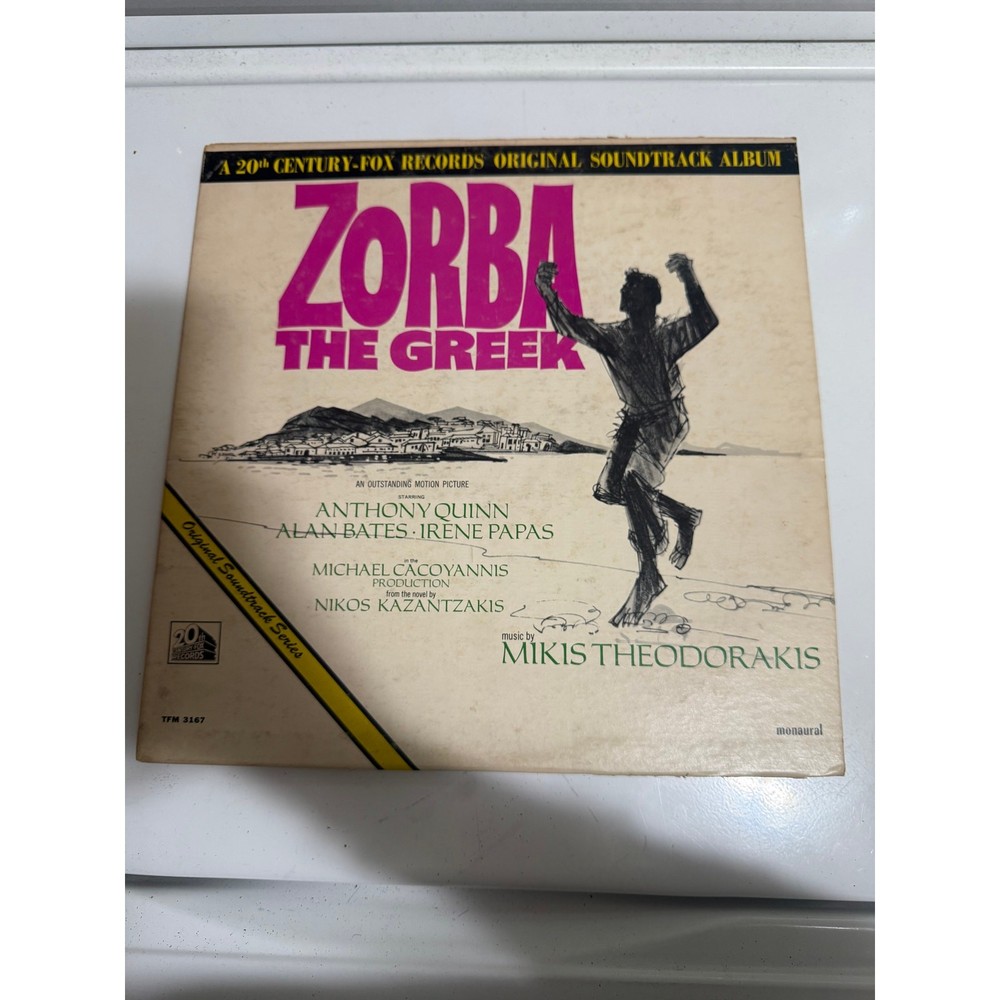 A 20th CENTURY-FOX RECORDS ORIGINAL SOUNDTRACK ALBUM
ZORBA
THE GREEK
AN OUTSTANDING MOTION PICTURE
STARRING
ANTHONY QUINN
ALAN BATES · IRENE PAPAS
in the
MICHAEL CACOYANNIS
PRODUCTION
from the novel by
NIKOS KAZANTZAKIS
music by
MIKIS THEODORAKIS
Original Soundtrack Series
20th
RECORDS
TFM 3167
monaural